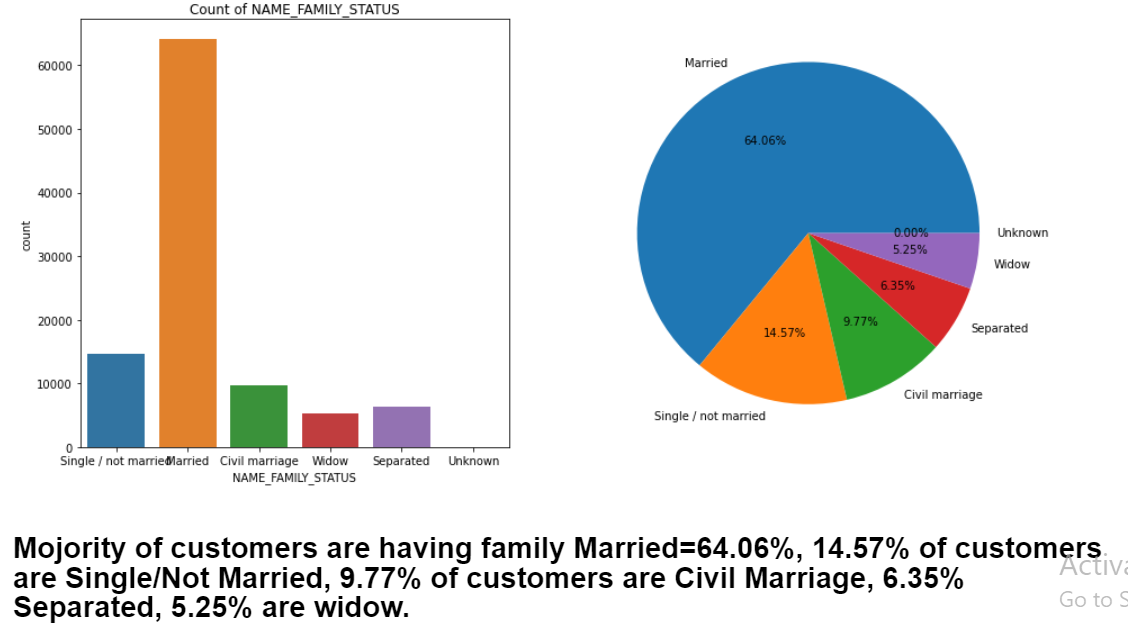 Count of NAME_FAMILY_STATUS
60000
50000
40000
30000
20000
10000
0
count
Single / not married
Married
Civil marriage
Widow
Separated
Unknown
NAME_FAMILY_STATUS
Married
64.06%
0.00%
Unknown
5.25%
Widow
6.35%
Separated
9.77%
Civil marriage
14.57%
Single / not married
Mojority of customers are having family Married=64.06%, 14.57% of customers
are Single/Not Married, 9.77% of customers are Civil Marriage, 6.35%
Separated, 5.25% are widow.
Activa
Go to S